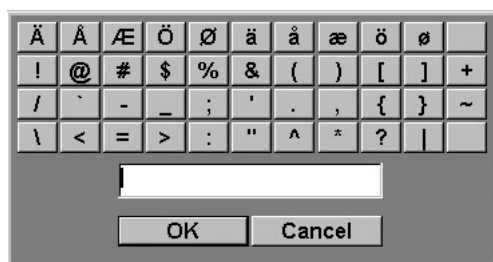 Ä Å Æ Ö Ø ä å æ ö ø
! @ # $ % & ( ) [ ] +
/ ` - _ ; ' . , { } ~
\ < = > : " ^ * ? |
OK Cancel